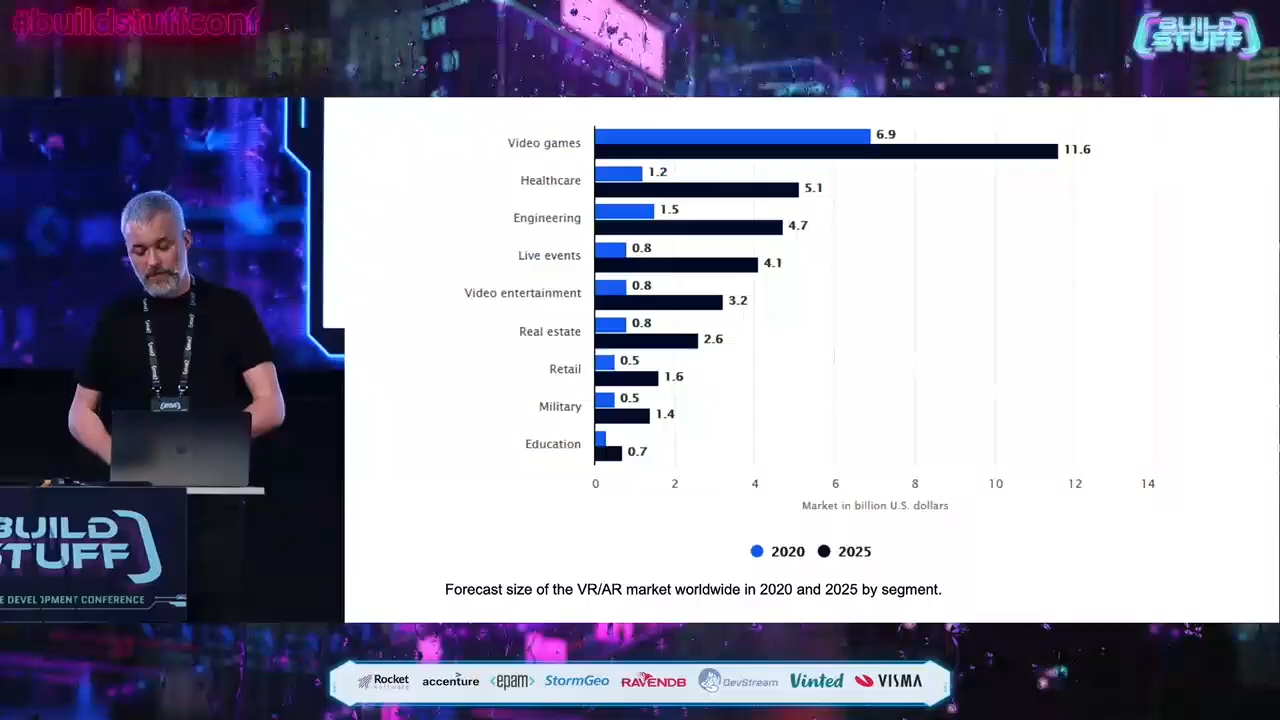 #buildstuffconf
BUILD
STUFF
Video games
6.9
11.6
Healthcare
1.2
5.1
Engineering
1.5
4.7
Live events
0.8
4.1
Video entertainment
0.8
3.2
Real estate
0.8
2.6
Retail
0.5
1.6
Military
0.5
1.4
Education
0.7
0 2 4 6 8 10 12 14
Market in billion U.S. dollars
2020 2025
Forecast size of the VR/AR market worldwide in 2020 and 2025 by segment.
BUILD
STUFF
E DEVELOPMENT CONFERENCE
Rocket software accenture <epam> StormGeo RAVENDB DevStream Vinted VISMA